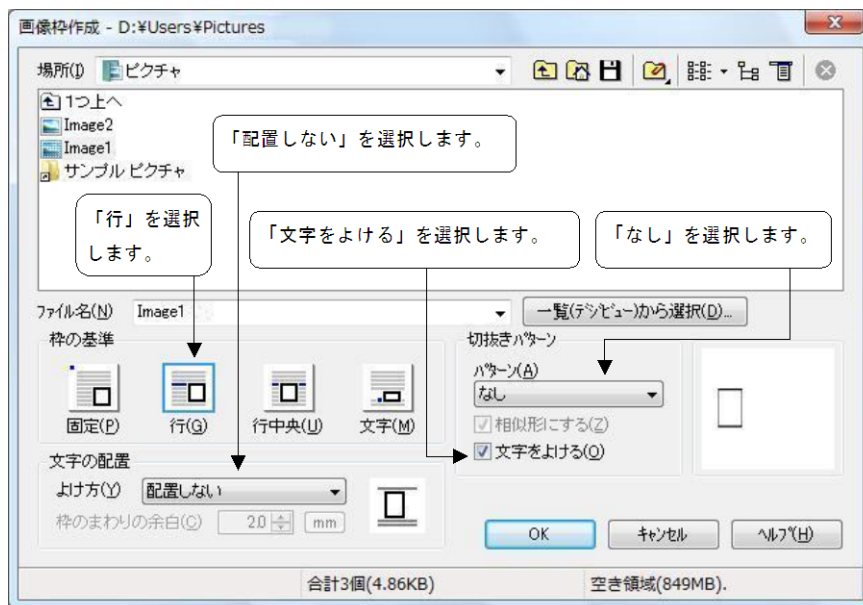 画像枠作成 - D:¥Users¥Pictures
場所(I) ピクチャ
1つ上へ
Image2
Image1
サンプル ピクチャ
「配置しない」を選択します。
「行」を選択
します。
「文字をよける」を選択します。
「なし」を選択します。
ファイル名(N) Image1 一覧(デジビュー)から選択(D)...
枠の基準
固定(P) 行(G) 行中央(U) 文字(M)
切抜きパターン
パターン(A)
なし
相似形にする(Z)
文字をよける(O)
文字の配置
よけ方(Y) 配置しない
枠のまわりの余白(C) 2.0 mm
OK キャンセル ヘルプ(H)
合計3個(4.86KB) 空き領域(849MB).